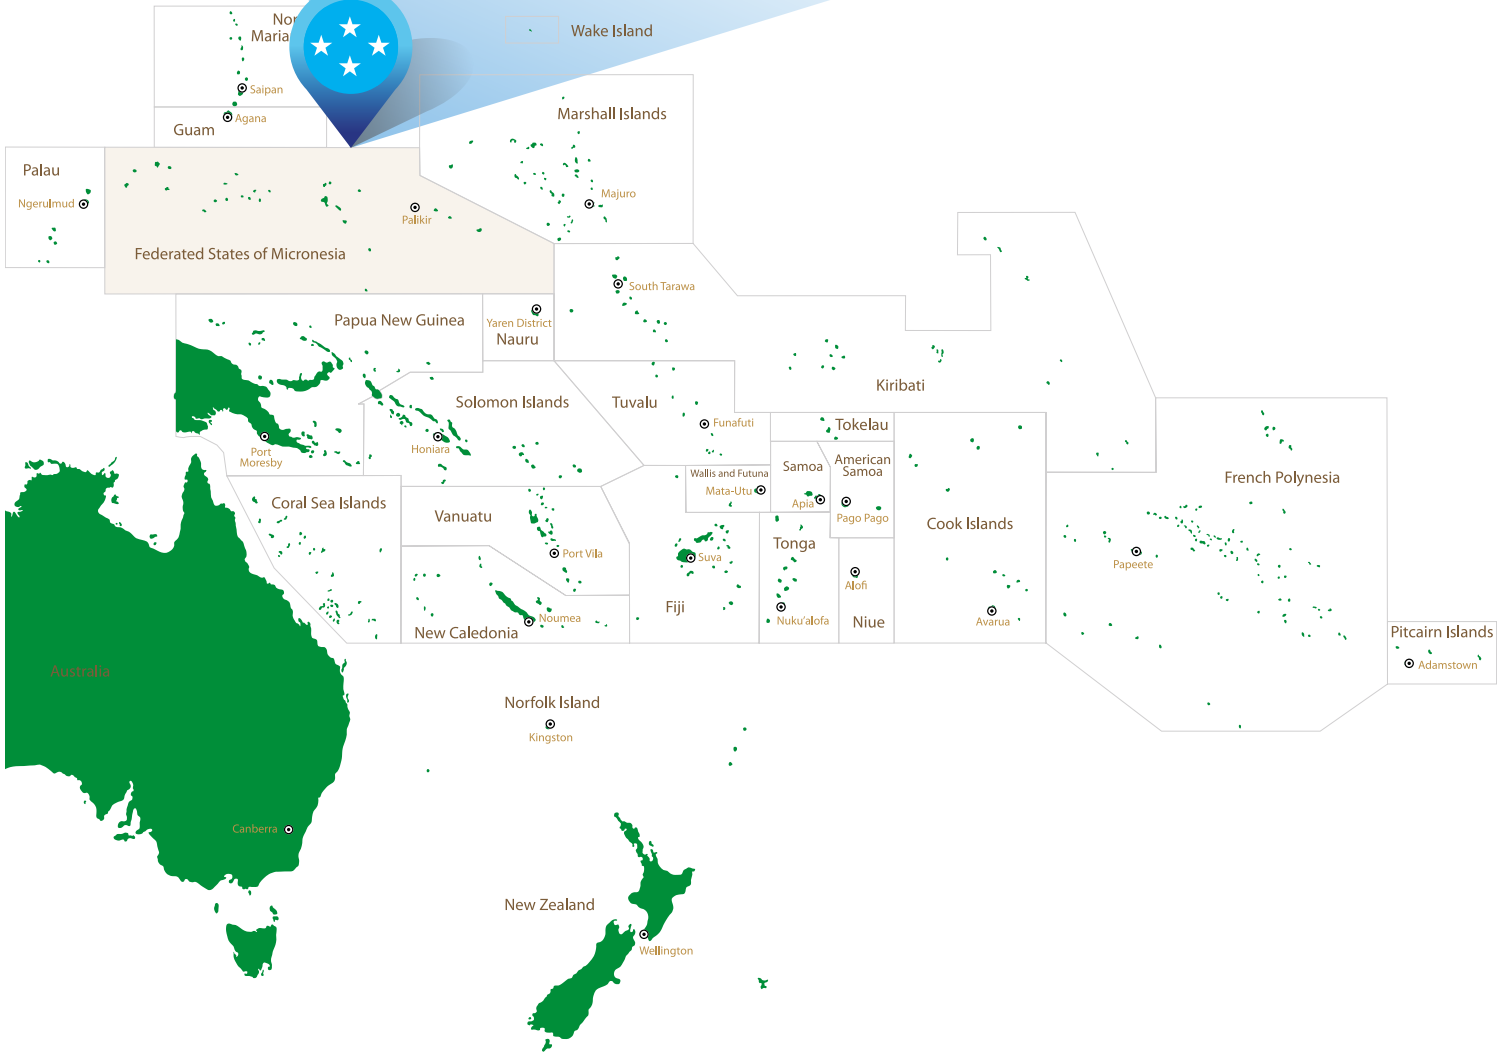 Nor
Maria
Wake Island
Saipan
Agana
Guam
Marshall Islands
Palau
Ngerulmud
Majuro
Palikir
Federated States of Micronesia
South Tarawa
Papua New Guinea
Yaren District
Nauru
Kiribati
Solomon Islands
Tuvalu
Funafuti
Tokelau
Honiara
Port
Moresby
Samoa
American
Samoa
Wallis and Futuna
Mata-Utu
Apia
Pago Pago
French Polynesia
Coral Sea Islands
Vanuatu
Cook Islands
Port Vila
Suva
Tonga
Papeete
Alofi
Fiji
Nuku'alofa
Niue
Avarua
Noumea
New Caledonia
Pitcairn Islands
Adamstown
Australia
Norfolk Island
Kingston
Canberra
New Zealand
Wellington